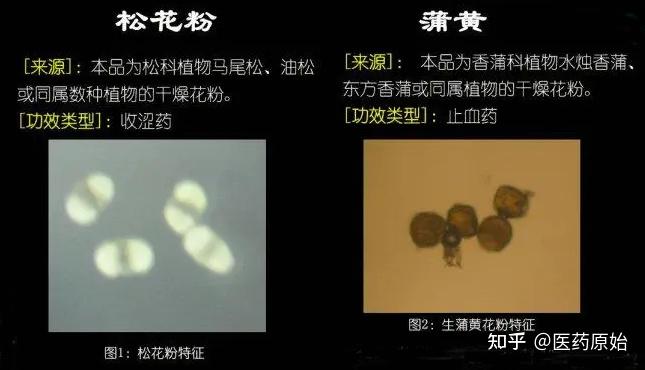 松花粉
[来源]：本品为松科植物马尾松、油松
或同属数种植物的干燥花粉。
[功效类型]：收涩药
图1：松花粉特征
蒲黄
[来源]：本品为香蒲科植物水烛香蒲、
东方香蒲或同属植物的干燥花粉。
[功效类型]：止血药
图2：生蒲黄花粉特征
知乎 @医药原始